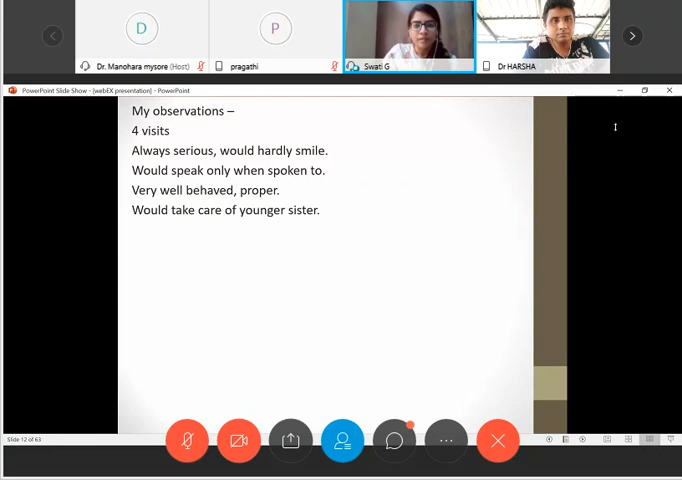 D
P
Dr. Manohara mysore (Host)
pragathi
Swati G
Dr HARSHA
PowerPoint Slide Show - [webEX presentation] - PowerPoint
My observations –
4 visits
Always serious, would hardly smile.
Would speak only when spoken to.
Very well behaved, proper.
Would take care of younger sister.
Slide 12 of 63